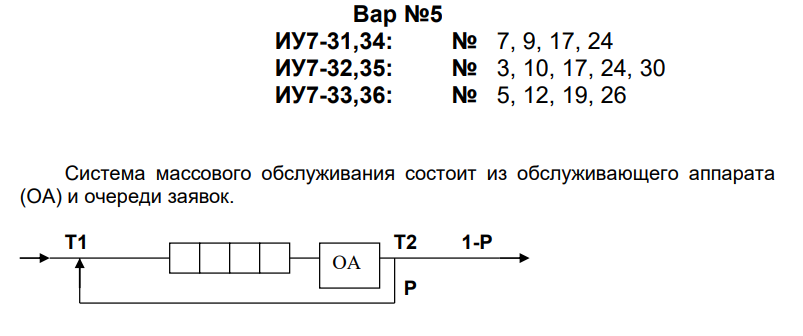 Вар №5
ИУ7-31,34: № 7, 9, 17, 24
ИУ7-32,35: № 3, 10, 17, 24, 30
ИУ7-33,36: № 5, 12, 19, 26
Система массового обслуживания состоит из обслуживающего аппарата
(ОА) и очереди заявок.
Т1 Т2 1-Р
ОА
Р